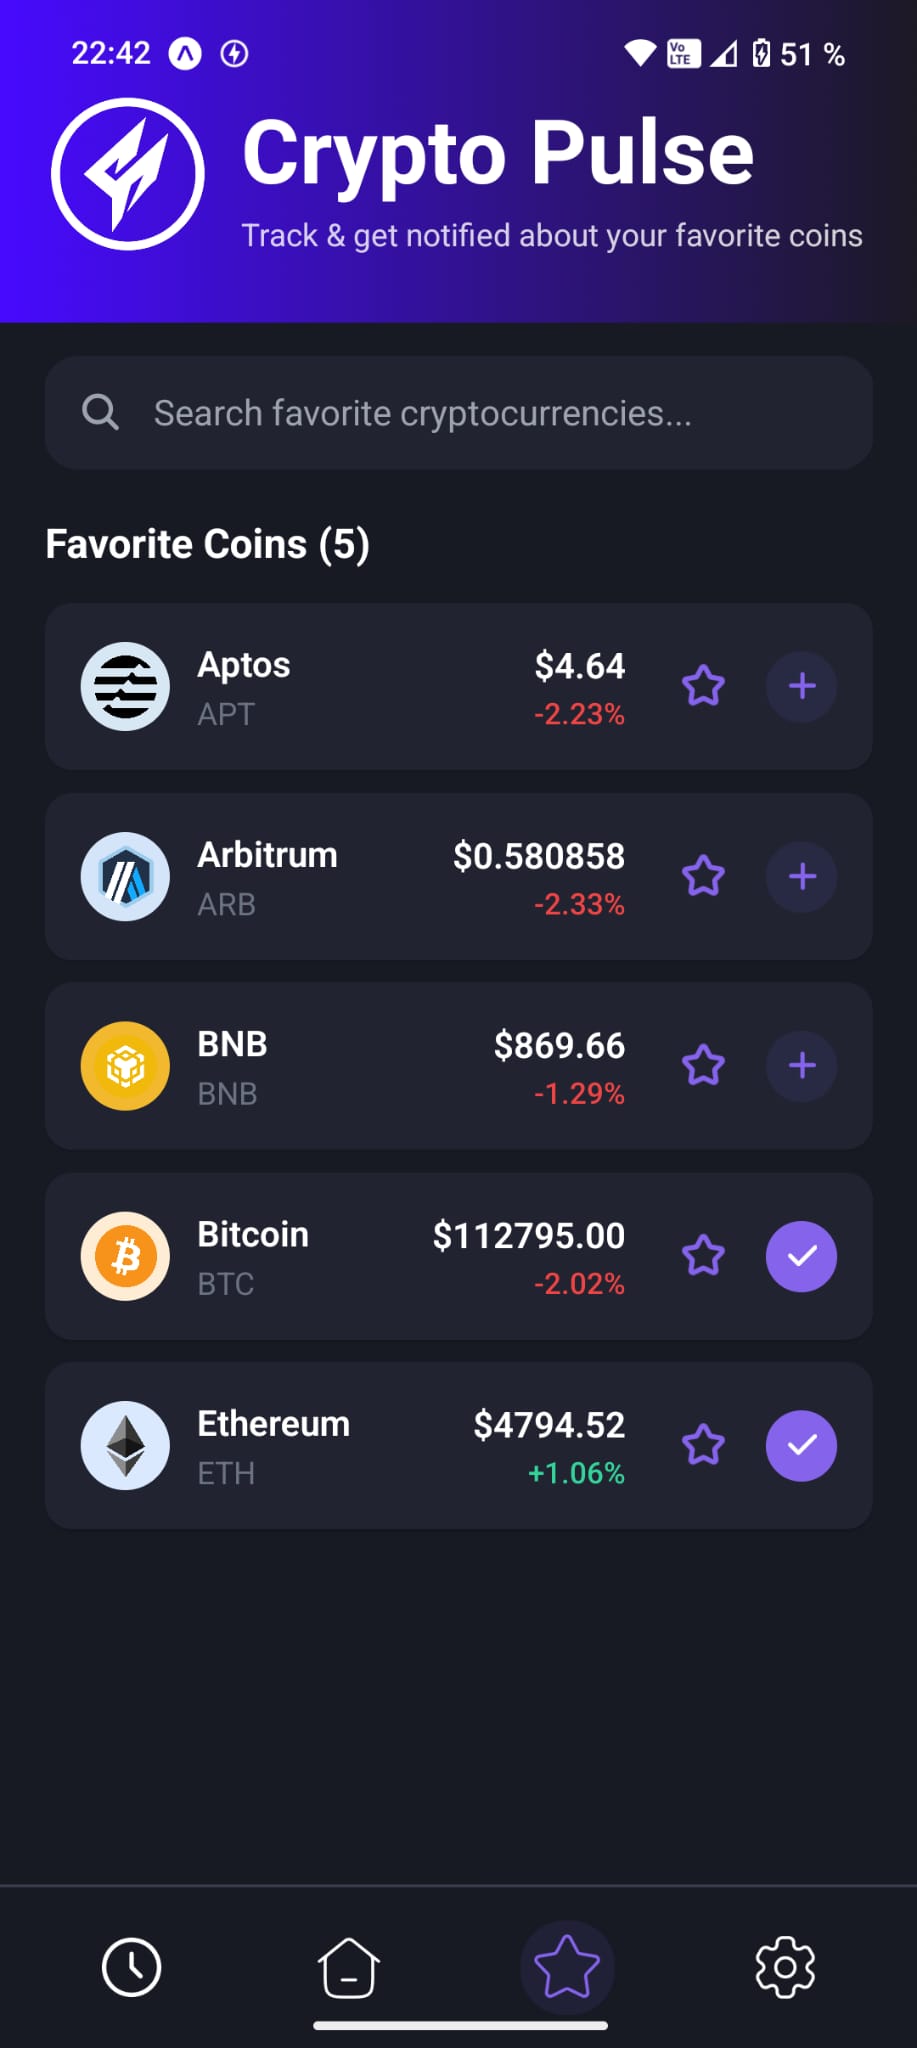 22:42
Vo LTE
51 %
Crypto Pulse
Track & get notified about your favorite coins
Search favorite cryptocurrencies...
Favorite Coins (5)
Aptos $4.64
APT -2.23%
Arbitrum $0.580858
ARB -2.33%
BNB $869.66
BNB -1.29%
Bitcoin $112795.00
BTC -2.02%
Ethereum $4794.52
ETH +1.06%